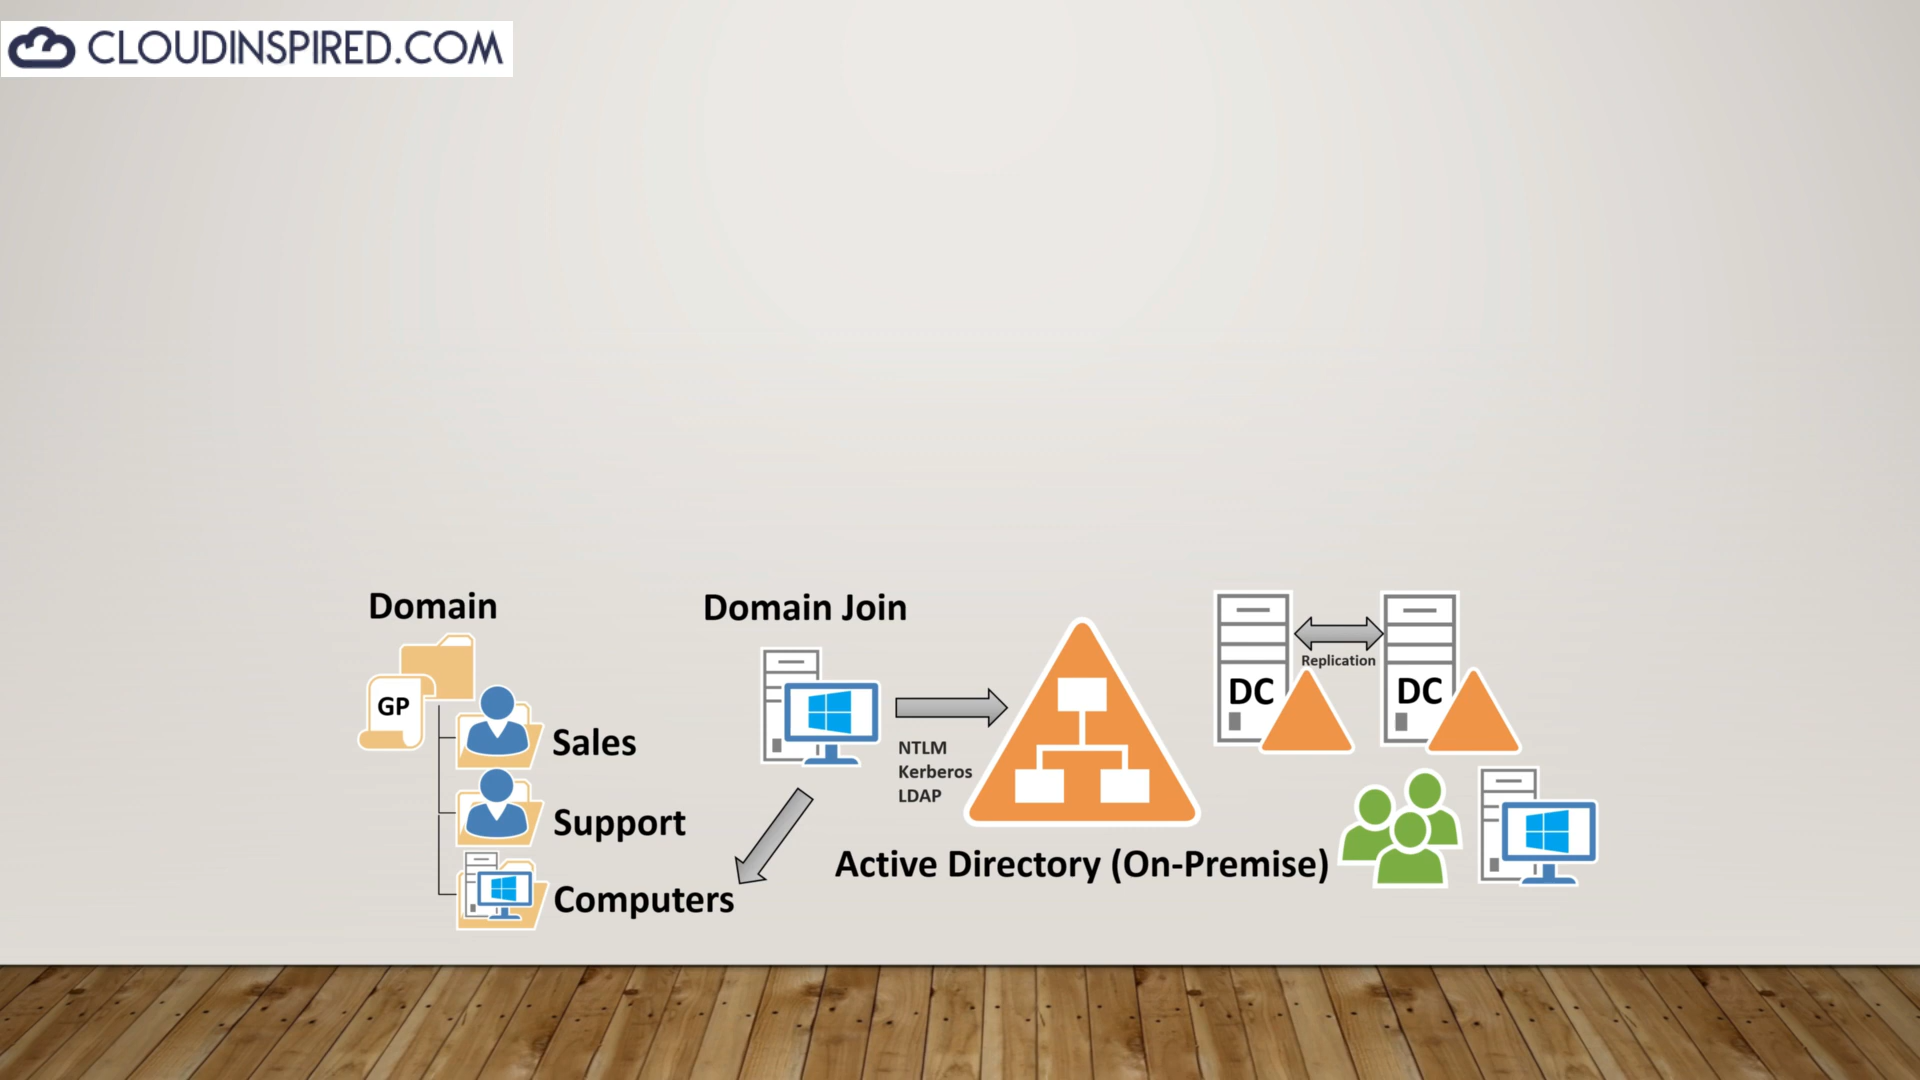 CLOUDINSPIRED.COM
Domain
GP
Sales
Support
Computers
Domain Join
NTLM
Kerberos
LDAP
Active Directory (On-Premise)
DC
Replication
DC